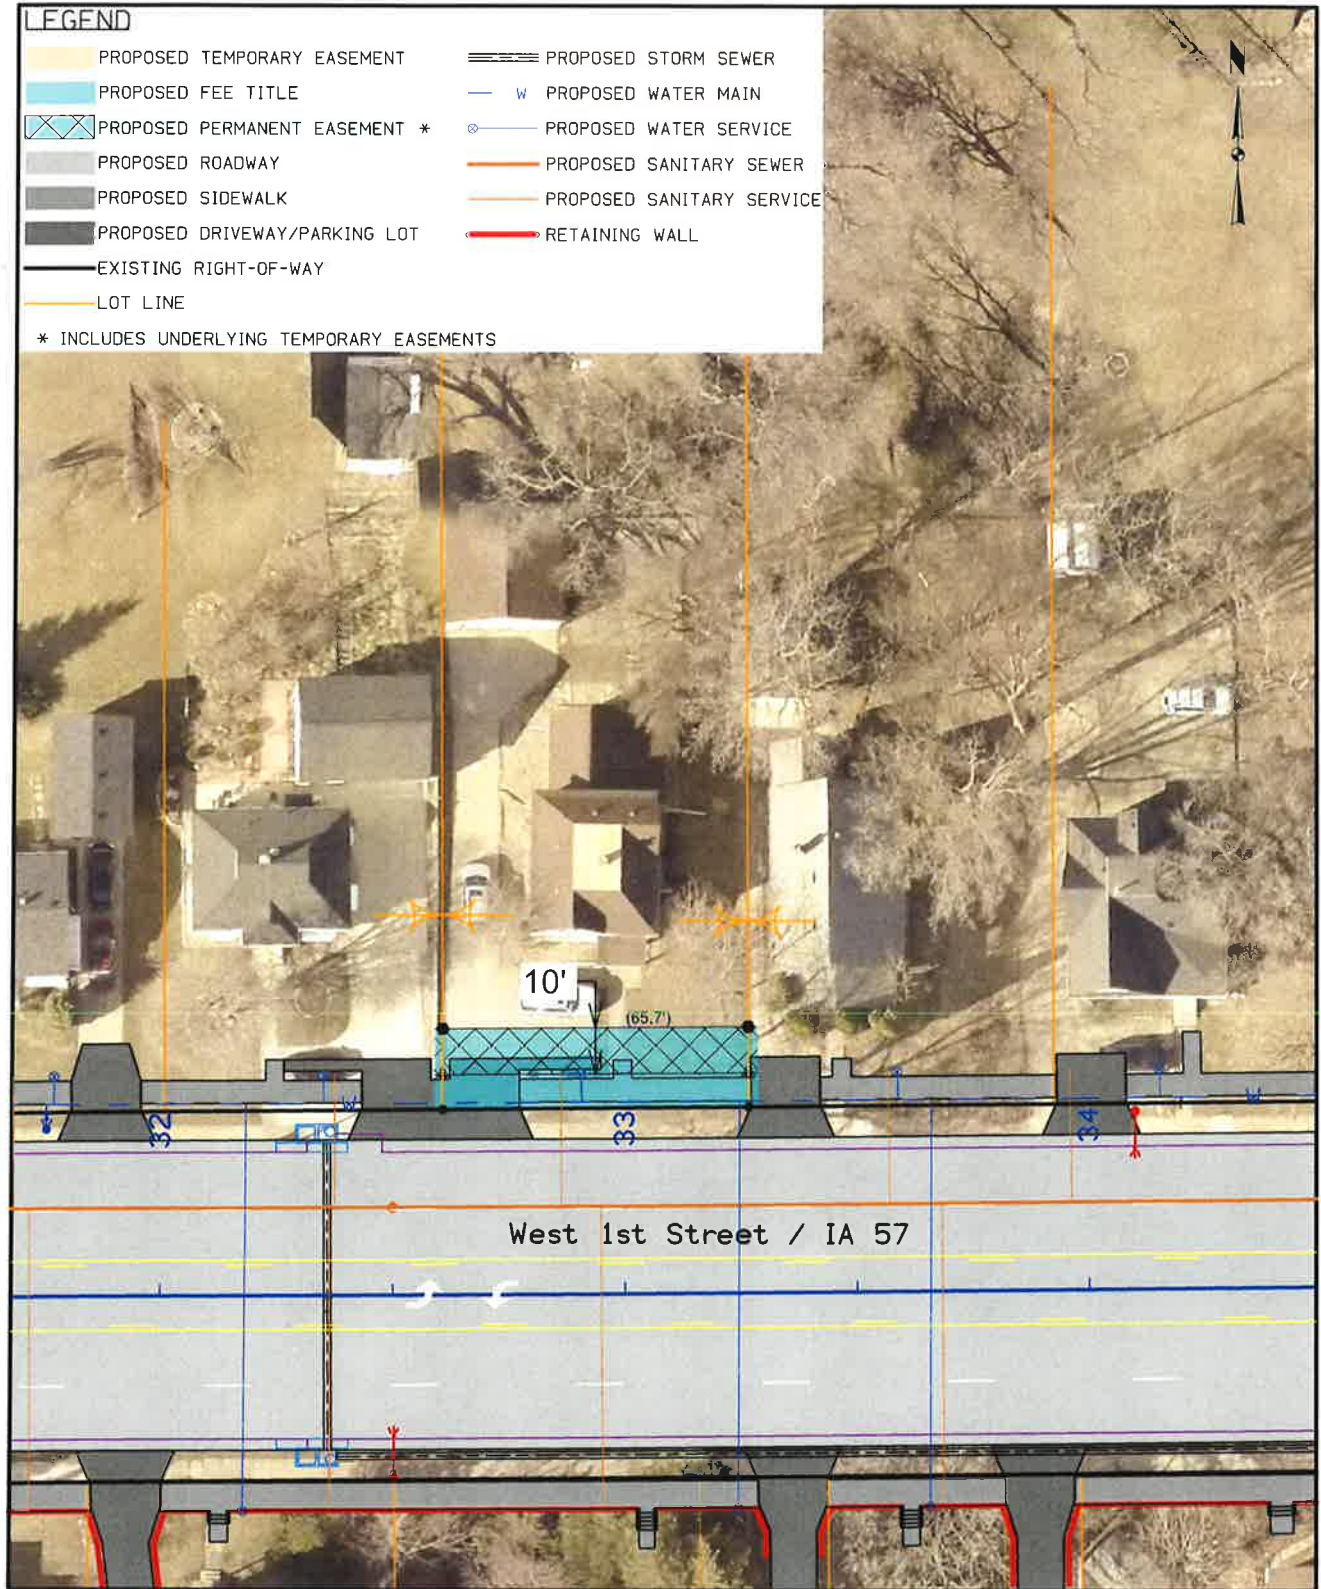 LEGEND
PROPOSED TEMPORARY EASEMENT
PROPOSED FEE TITLE
PROPOSED PERMANENT EASEMENT *
PROPOSED ROADWAY
PROPOSED SIDEWALK
PROPOSED DRIVEWAY/PARKING LOT
EXISTING RIGHT-OF-WAY
LOT LINE
* INCLUDES UNDERLYING TEMPORARY EASEMENTS
PROPOSED STORM SEWER
W PROPOSED WATER MAIN
PROPOSED WATER SERVICE
PROPOSED SANITARY SEWER
PROPOSED SANITARY SERVICE
RETAINING WALL
N
10'
(65.7')
W
W
32
33
34
West 1st Street / IA 57